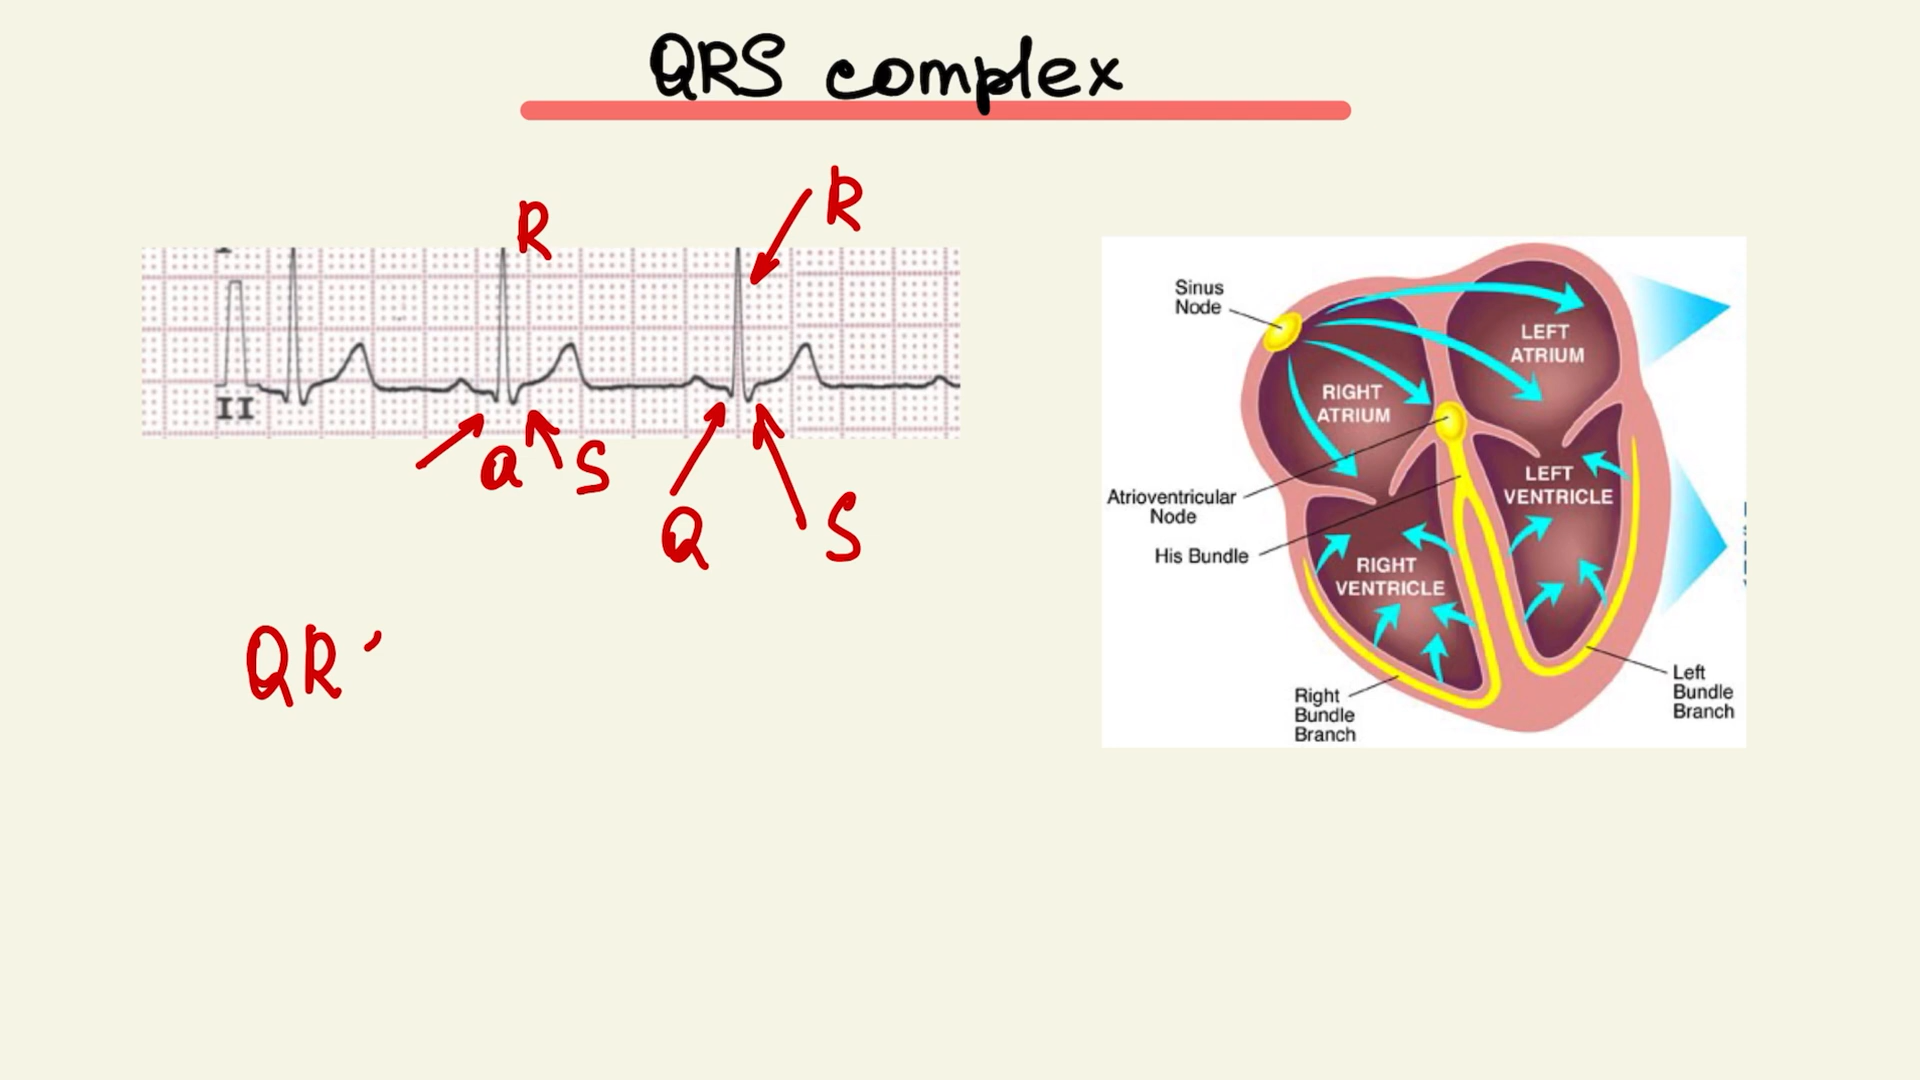 QRS complex
R
R
II
Q
S
Q
S
QR
Sinus
Node
LEFT
ATRIUM
RIGHT
ATRIUM
Atrioventricular
Node
LEFT
VENTRICLE
His Bundle
RIGHT
VENTRICLE
Right
Bundle
Branch
Left
Bundle
Branch